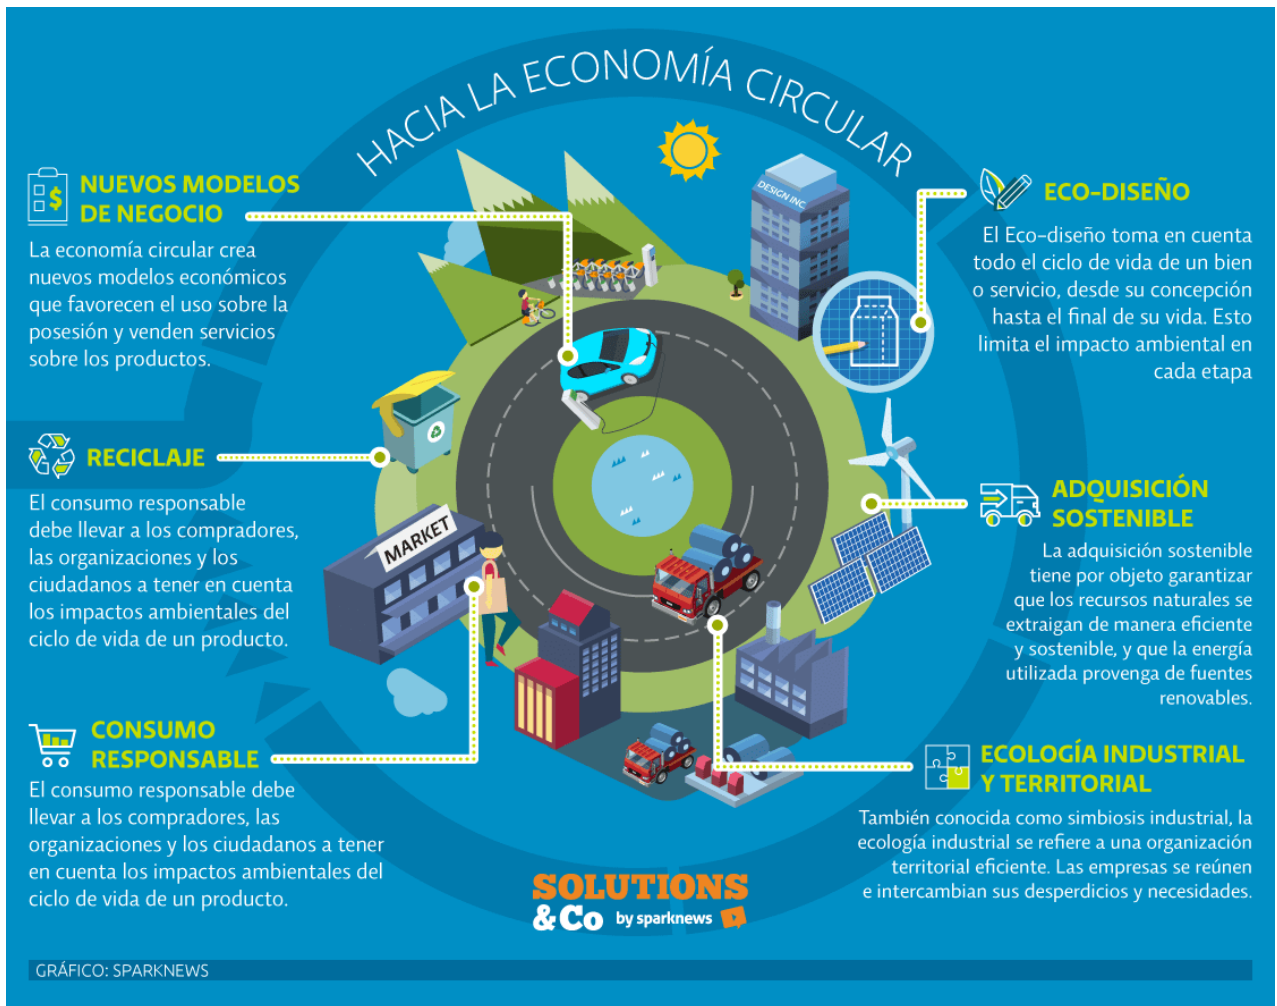 HACIA LA ECONOMÍA CIRCULAR
NUEVOS MODELOS
DE NEGOCIO
La economía circular crea
nuevos modelos económicos
que favorecen el uso sobre la
posesión y venden servicios
sobre los productos.
RECICLAJE
El consumo responsable
debe llevar a los compradores,
las organizaciones y los
ciudadanos a tener en cuenta
los impactos ambientales del
ciclo de vida de un producto.
CONSUMO
RESPONSABLE
El consumo responsable debe
llevar a los compradores, las
organizaciones y los ciudadanos a tener
en cuenta los impactos ambientales del
ciclo de vida de un producto.
DESIGN INC.
MARKET
ECO-DISEÑO
El Eco-diseño toma en cuenta
todo el ciclo de vida de un bien
o servicio, desde su concepción
hasta el final de su vida. Esto
limita el impacto ambiental en
cada etapa
ADQUISICIÓN
SOSTENIBLE
La adquisición sostenible
tiene por objeto garantizar
que los recursos naturales se
extraigan de manera eficiente
y sostenible, y que la energía
utilizada provenga de fuentes
renovables.
ECOLOGÍA INDUSTRIAL
Y TERRITORIAL
También conocida como simbiosis industrial, la
ecología industrial se refiere a una organización
territorial eficiente. Las empresas se reúnen
e intercambian sus desperdicios y necesidades.
SOLUTIONS
&Co by sparknews
GRÁFICO: SPARKNEWS